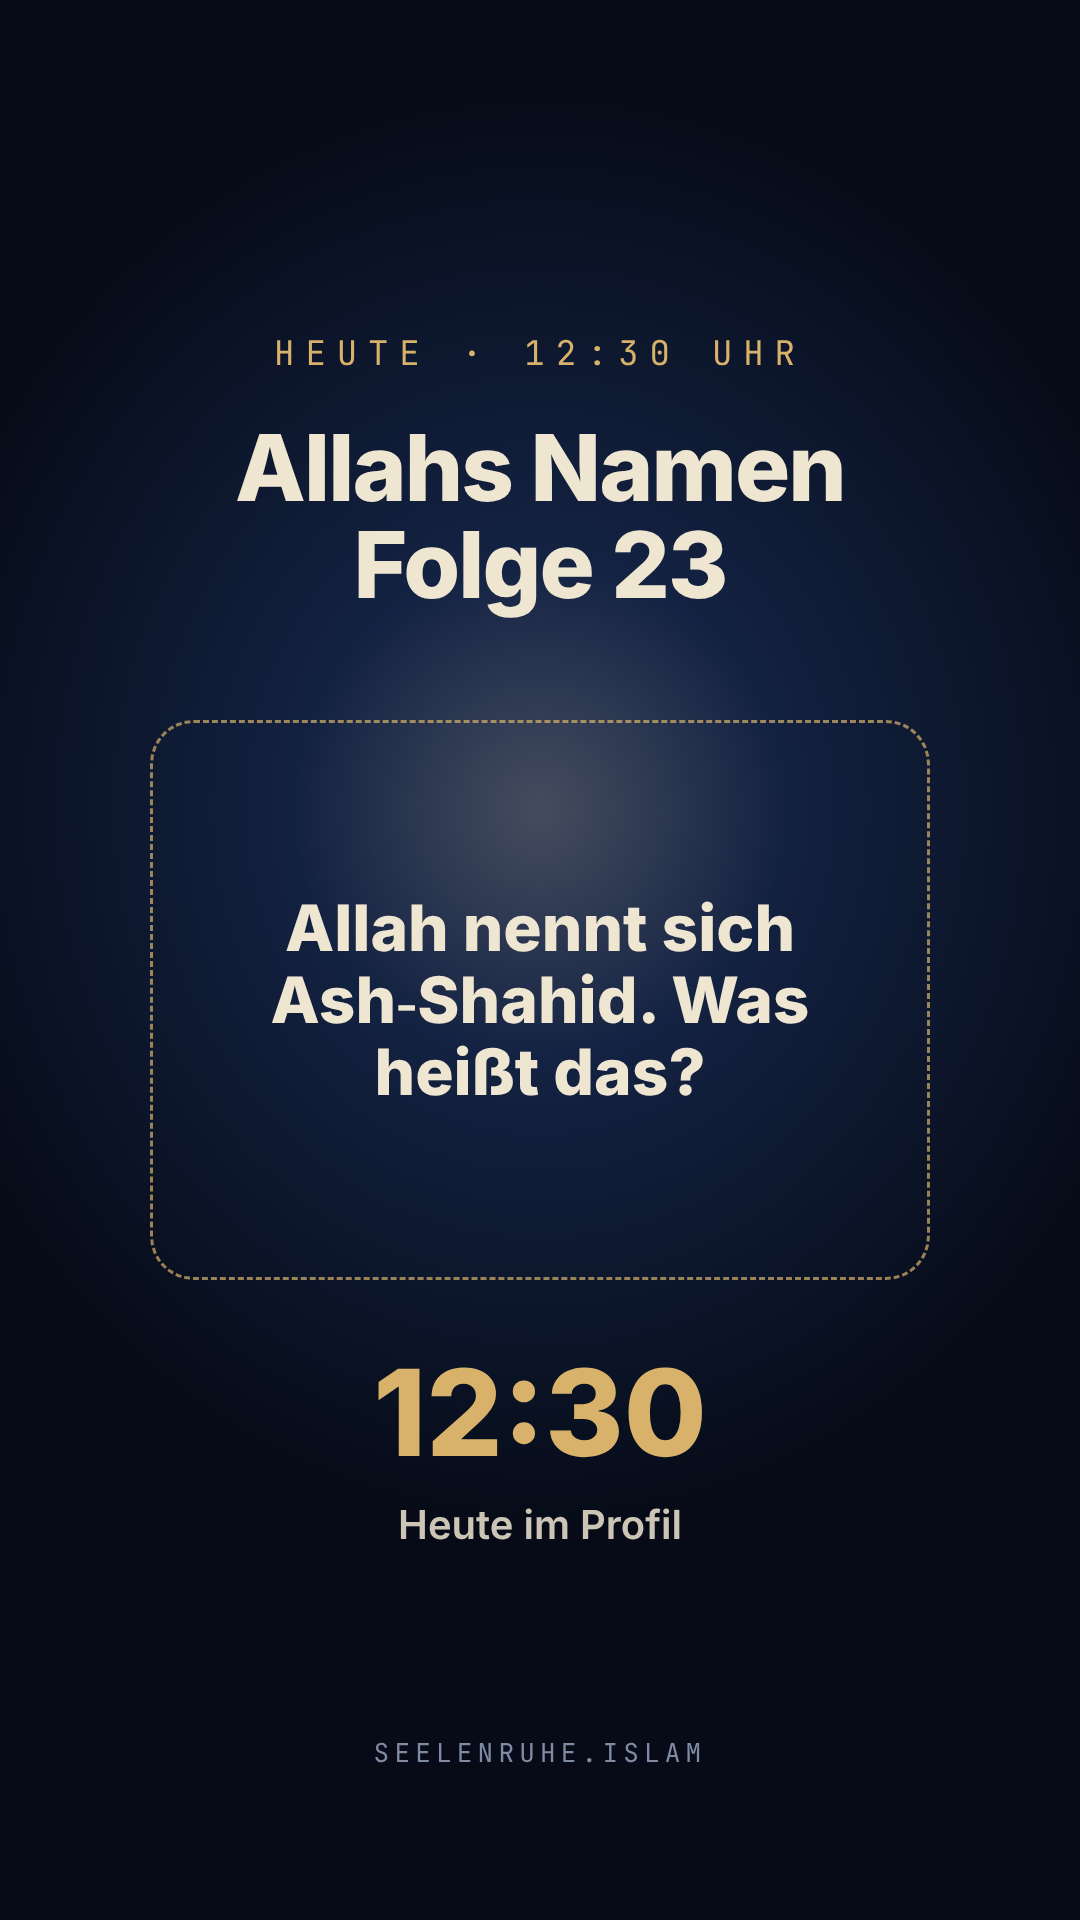 HEUTE · 12:30 UHR
Allahs Namen
Folge 23
Allah nennt sich
Ash-Shahid. Was
heißt das?
12:30
Heute im Profil
SEELENRUHE.ISLAM